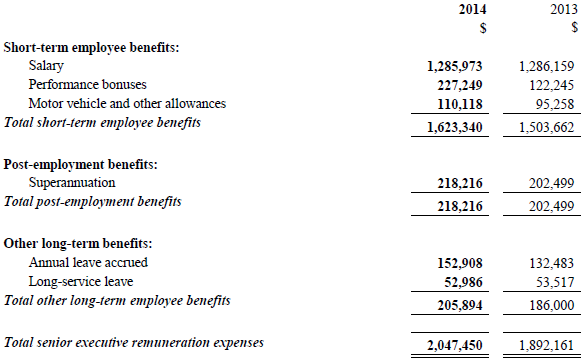 2014 2013
$ $
Short-term employee benefits:
Salary 1,285,973 1,286,159
Performance bonuses 227,249 122,245
Motor vehicle and other allowances 110,118 95,258
Total short-term employee benefits 1,623,340 1,503,662
Post-employment benefits:
Superannuation 218,216 202,499
Total post-employment benefits 218,216 202,499
Other long-term benefits:
Annual leave accrued 152,908 132,483
Long-service leave 52,986 53,517
Total other long-term employee benefits 205,894 186,000
Total senior executive remuneration expenses 2,047,450 1,892,161